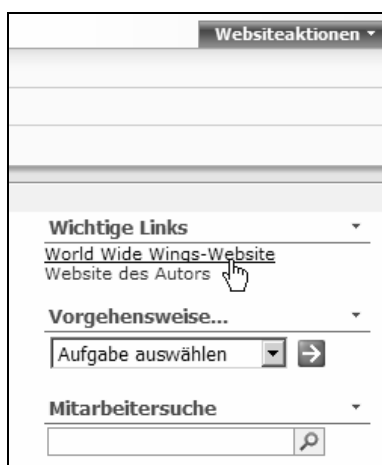 Websiteaktionen
Wichtige Links
World Wide Wings-Website
Website des Autors
Vorgehensweise...
Aufgabe auswählen
Mitarbeitersuche